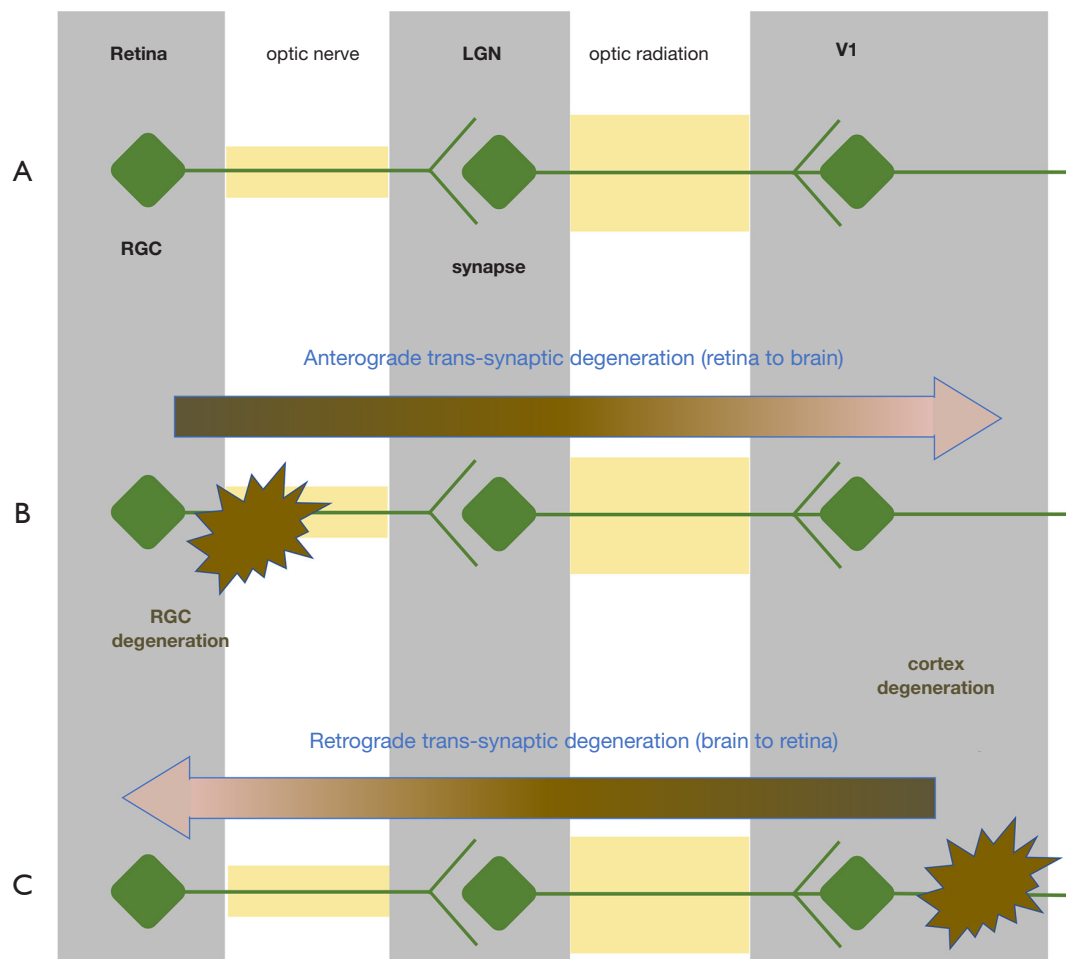 Retina
optic nerve
LGN
optic radiation
V1
A
RGC
synapse
Anterograde trans-synaptic degeneration (retina to brain)
B
RGC
degeneration
cortex
degeneration
Retrograde trans-synaptic degeneration (brain to retina)
C